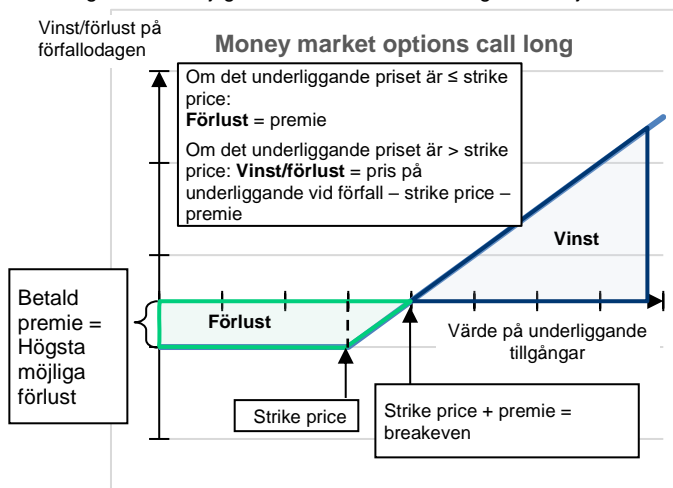 Vinst/förlust på
förfallodagen
Money market options call long
Om det underliggande priset är ≤ strike
price:
Förlust = premie
Om det underliggande priset är > strike
price: Vinst/förlust = pris på
underliggande vid förfall – strike price –
premie
Vinst
Betald
premie =
Högsta
möjliga
förlust
Förlust
Värde på underliggande
tillgångar
Strike price
Strike price + premie =
breakeven